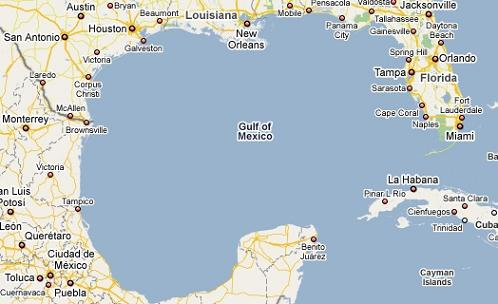 Austin
Bryan
Beaumont
Louisiana
Mobile
Pensacola
Valdosta
Jacksonville
Tallahassee
San Antonio
Houston
Galveston
New
Orleans
Panama
City
Gainesville
Daytona
Beach
Victoria
Spring Hill
Orlando
Laredo
Corpus
Christi
Tampa
Florida
Sarasota
McAllen
Brownsville
Monterrey
Gulf of
Mexico
Cape Coral
Fort
Lauderdale
Naples
Miami
Victoria
La Habana
San Luis
Potosi
Tampico
Pinar L Rio
Santa Clara
Cienfuegos
Cuba
Trinidad
León
Querétaro
Benito
Juárez
Ciudad de
México
Toluca
Cuernavaca
Puebla
Cayman
Islands